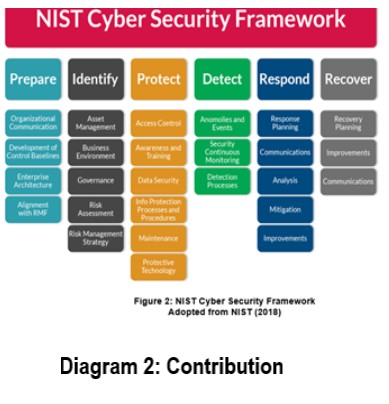 NIST Cyber Security Framework
Prepare
Identify
Protect
Detect
Respond
Recover
Organizational
Communication
Development of
Control Baselines
Enterprise
Architecture
Alignment
with RMF
Asset
Management
Business
Environment
Governance
Risk
Assessment
Risk Management
Strategy
Access Control
Awareness and
Training
Data Security
Info Protection
Processes and
Procedures
Maintenance
Protective
Technology
Anomolies and
Events
Security
Continuous
Monitoring
Detection
Processes
Response
Planning
Communications
Analysis
Mitigation
Improvements
Recovery
Planning
Improvements
Communications
Figure 2: NIST Cyber Security Framework
Adopted from NIST (2018)
Diagram 2: Contribution